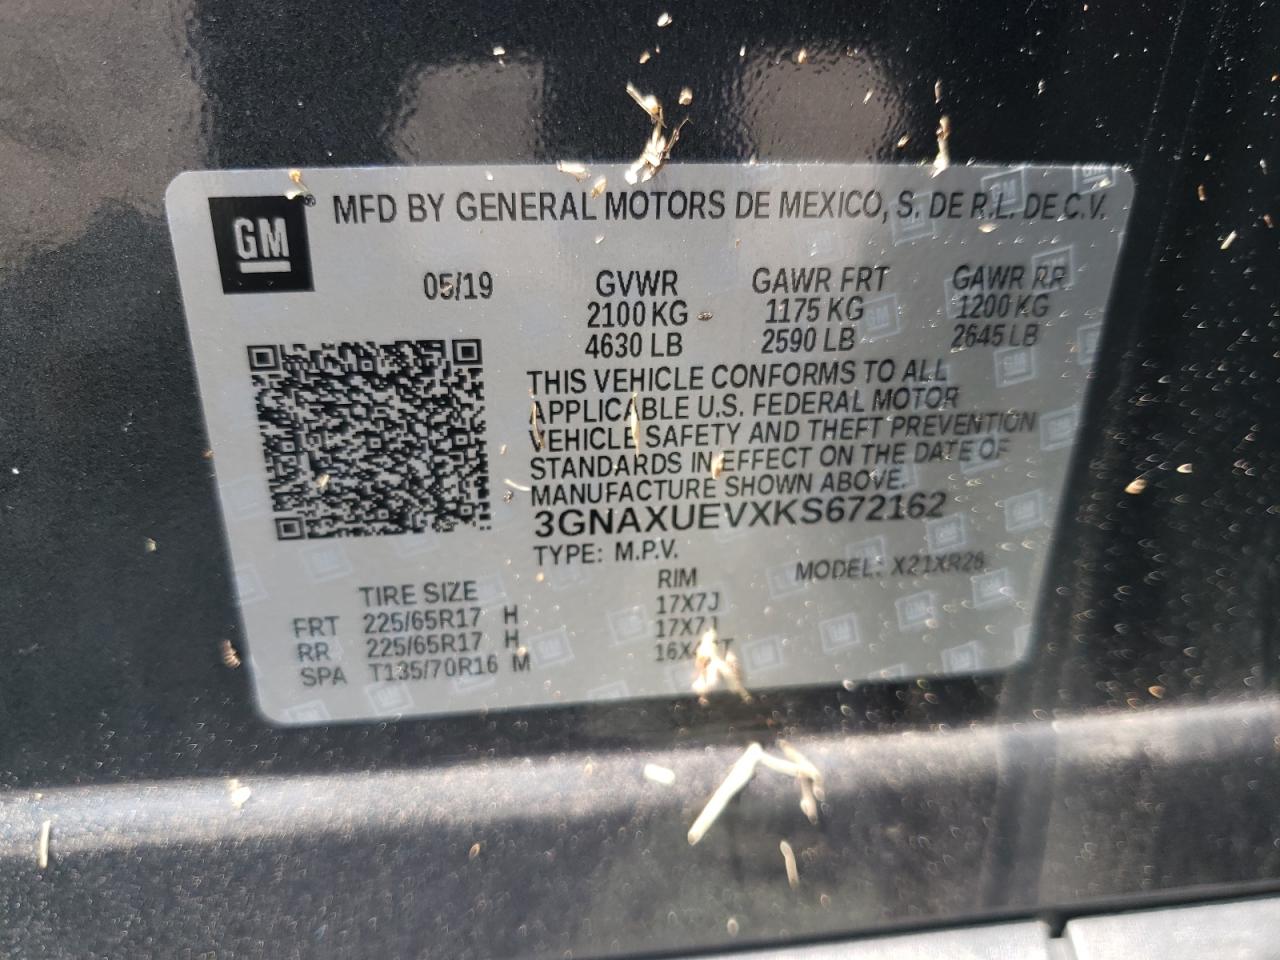 GM ® MFD BY GENERAL MOTORS DE MEXICO, S. DE R.L. DE C.V.
05/19 GVWR GAWR FRT GAWR RR
2100 KG 1175 KG 1200 KG
4630 LB 2590 LB 2645 LB
THIS VEHICLE CONFORMS TO ALL
APPLICABLE U.S. FEDERAL MOTOR
VEHICLE SAFETY AND THEFT PREVENTION
STANDARDS IN EFFECT ON THE DATE OF
MANUFACTURE SHOWN ABOVE.
3GNAXUEVXKS672162
TYPE: M.P.V. MODEL: X21XR26
TIRE SIZE RIM
FRT 225/65R17 H 17X7J
RR 225/65R17 H 17X7J
SPA T135/70R16 M